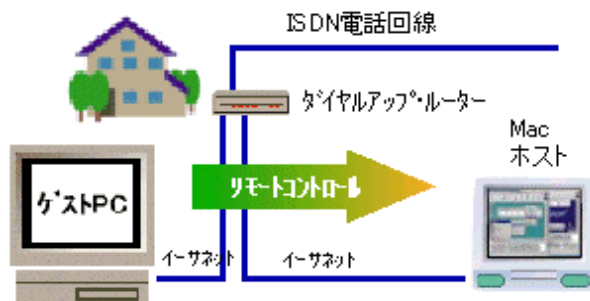 ISDN電話回線
ダイヤルアップ・ルーター
Mac
ホスト
ゲストPC
リモートコントロール
イーサネット
イーサネット